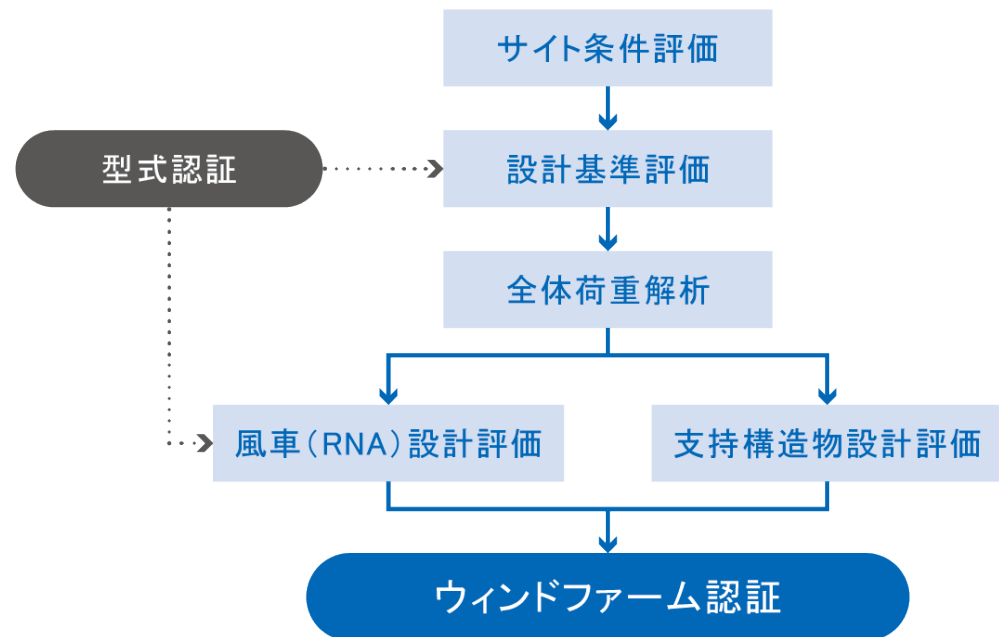 サイト条件評価
型式認証
設計基準評価
全体荷重解析
風車(RNA)設計評価
支持構造物設計評価
ウィンドファーム認証